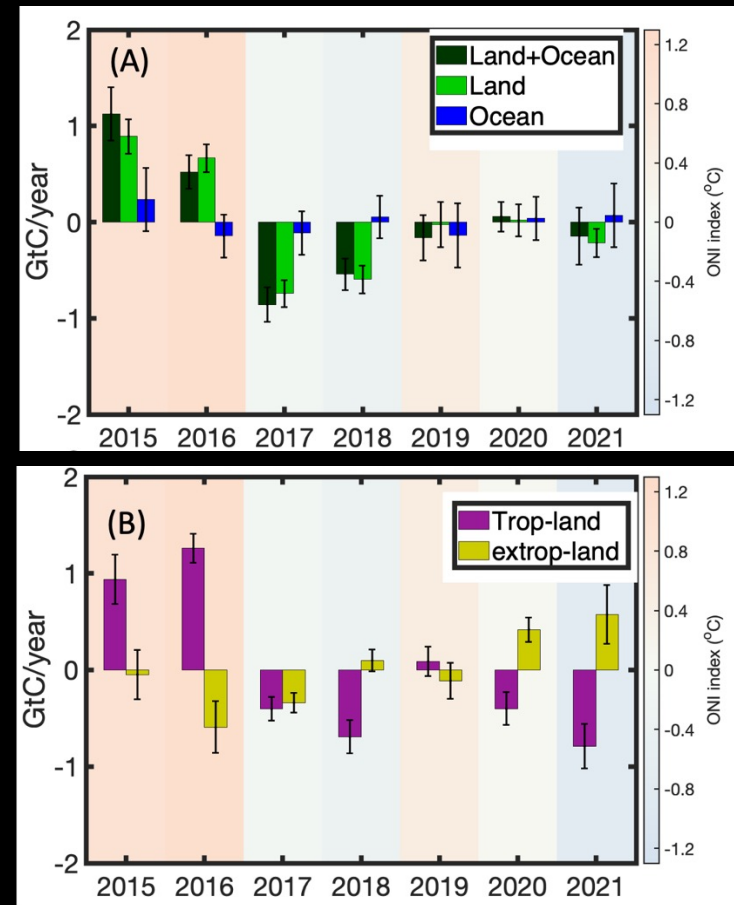 2
1
0
-1
-2
GtC/year
(A)
Land+Ocean
Land
Ocean
2015 2016 2017 2018 2019 2020 2021
1.2
0.8
0.4
0
-0.4
-0.8
-1.2
ONI index (°C)
2
1
0
-1
-2
GtC/year
(B)
Trop-land
extrop-land
2015 2016 2017 2018 2019 2020 2021
1.2
0.8
0.4
0
-0.4
-0.8
-1.2
ONI index (°C)